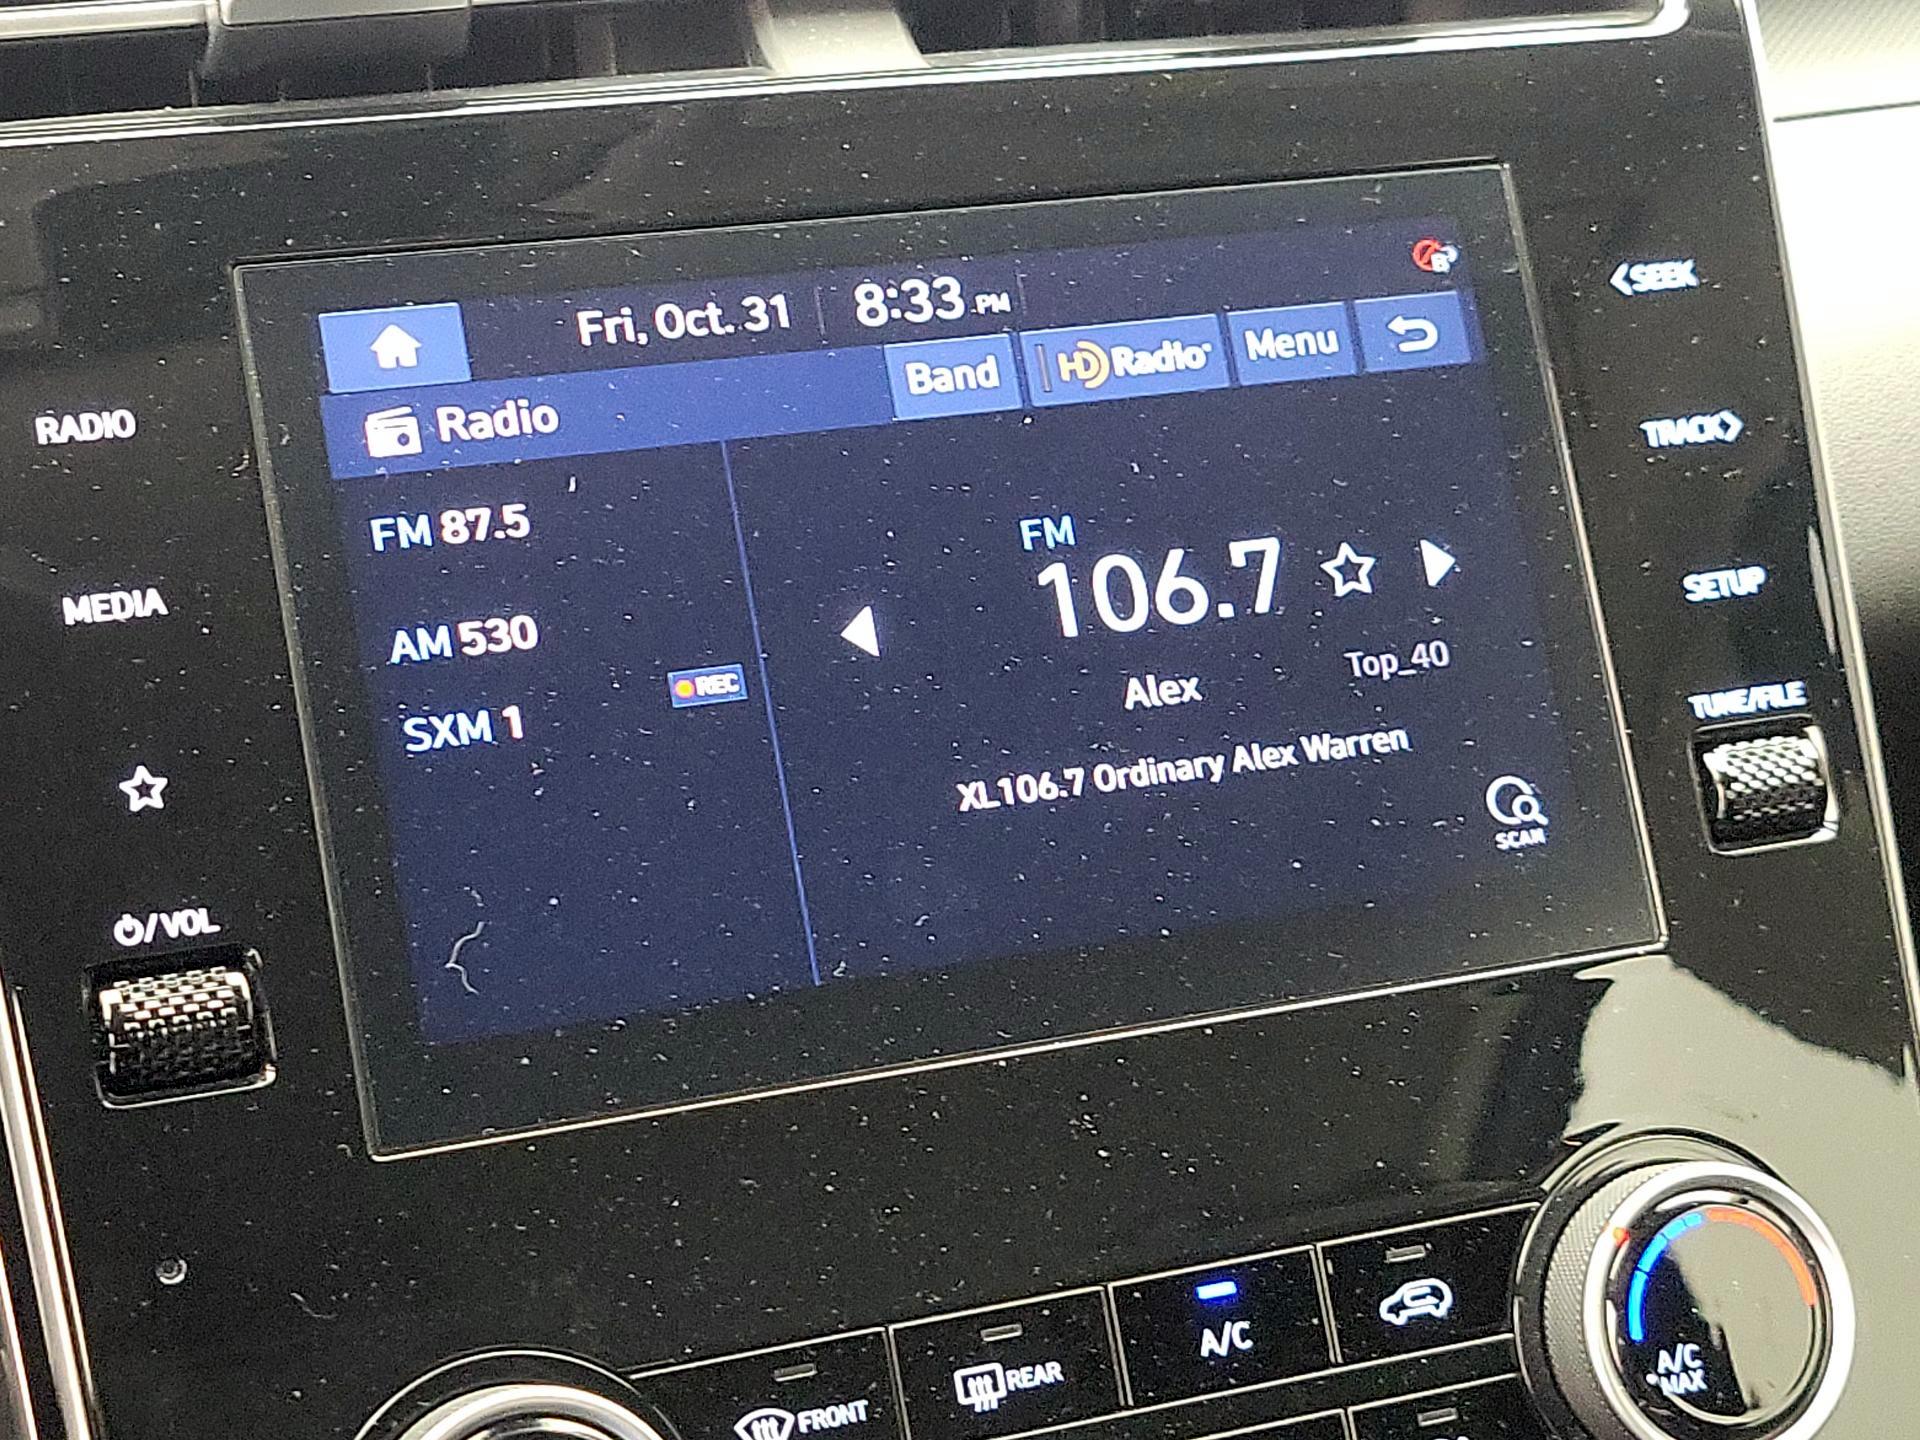 Fri, Oct. 31 8:33 PM
Radio Band HD Radio Menu
FM 87.5
AM 530
REC
SXM 1
FM
106.7
Top_40
Alex
XL106.7 Ordinary Alex Warren
SCAN
RADIO
MEDIA
/VOL
SEEK
TRACK
SETUP
TUNE/FILE
FRONT
REAR
A/C
A/C
MAX